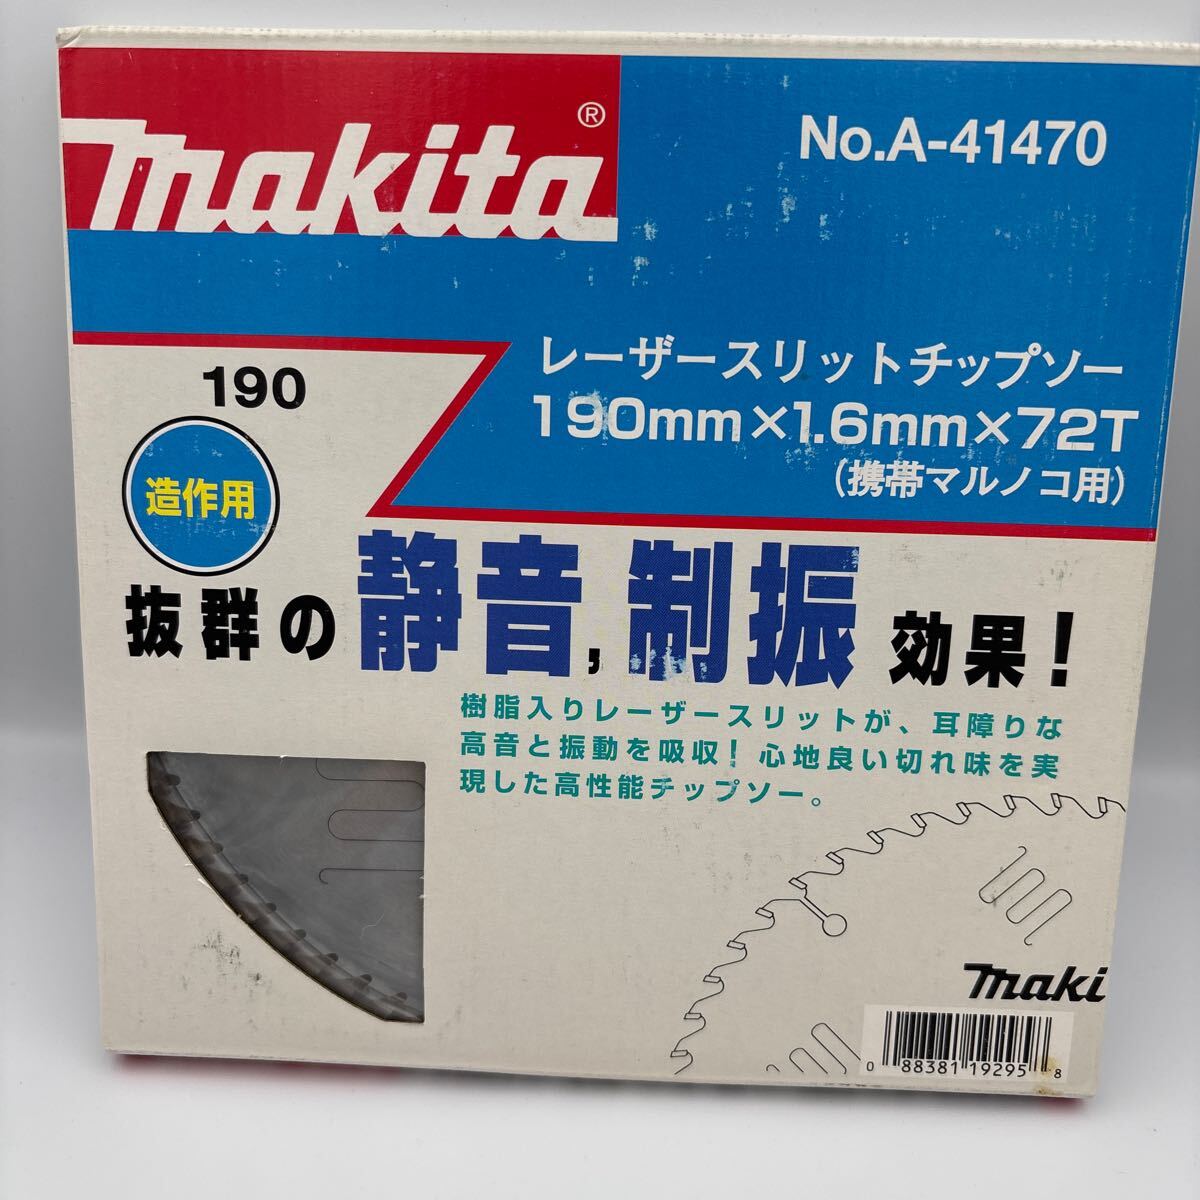 makita®
No.A-41470
レーザースリットチップソー
190mm×1.6mm×72T
(携帯マルノコ用)
190
造作用
抜群の静音,制振効果!
樹脂入りレーザースリットが、耳障りな
高音と振動を吸収!心地良い切れ味を実
現した高性能チップソー。
maki
0 88381 19295 8